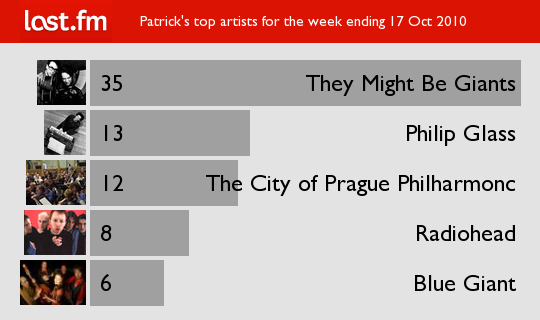 last.fm Patrick's top artists for the week ending 17 Oct 2010
35 They Might Be Giants
13 Philip Glass
12 The City of Prague Philharmonc
8 Radiohead
6 Blue Giant